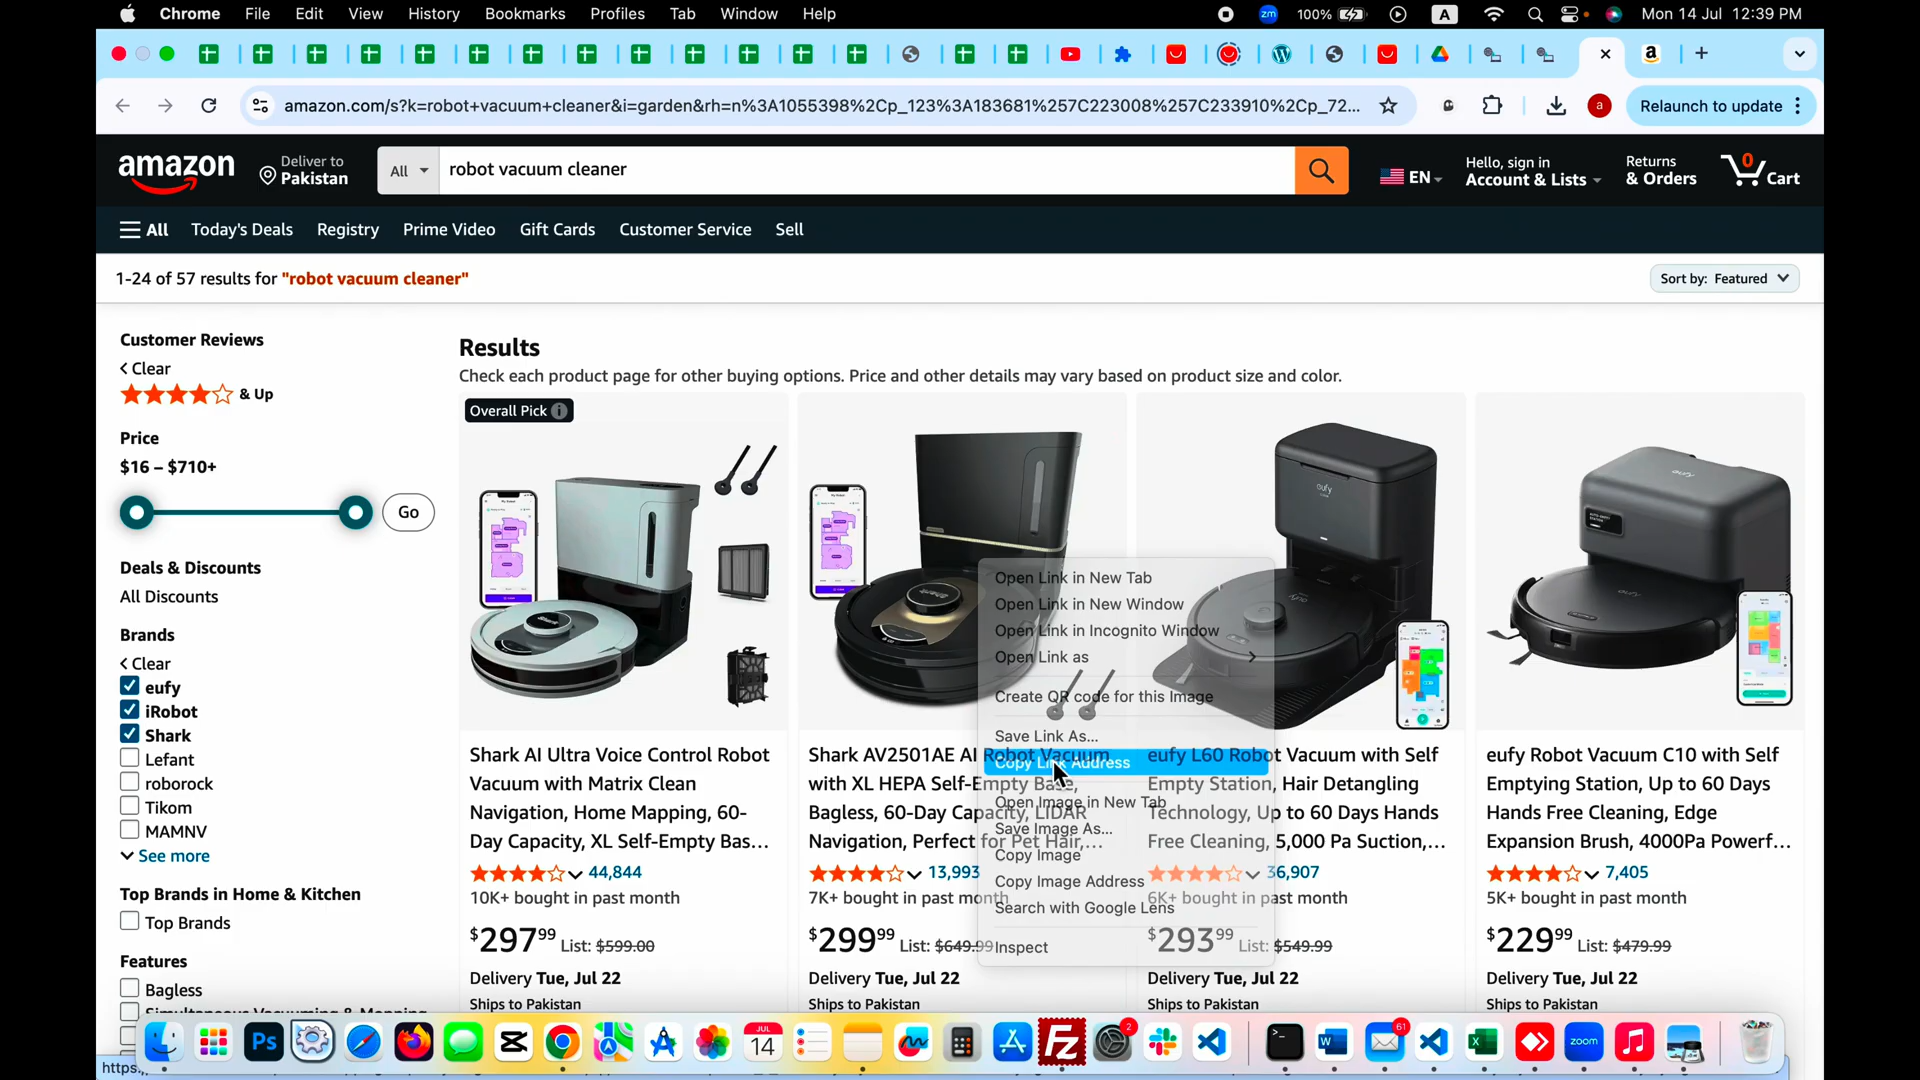 Chrome File Edit View History Bookmarks Profiles Tab Window Help
zm 100% A Mon 14 Jul 12:39 PM
amazon.com/s?k=robot+vacuum+cleaner&i=garden&rh=n%3A1055398%2Cp_123%3A183681%257C223008%257C233910%2Cp_72...
a
Relaunch to update
amazon
Deliver to
Pakistan
All
robot vacuum cleaner
EN
Hello, sign in
Account & Lists
Returns
& Orders
0
Cart
All Today's Deals Registry Prime Video Gift Cards Customer Service Sell
1-24 of 57 results for "robot vacuum cleaner"
Sort by: Featured
Customer Reviews
< Clear
& Up
Price
$16 – $710+
Go
Deals & Discounts
All Discounts
Brands
< Clear
eufy
iRobot
Shark
Lefant
roborock
Tikom
MAMNV
See more
Top Brands in Home & Kitchen
Top Brands
Features
Bagless
Results
Check each product page for other buying options. Price and other details may vary based on product size and color.
Overall Pick
Shark
eufy
eufy
Shark AI Ultra Voice Control Robot
Vacuum with Matrix Clean
Navigation, Home Mapping, 60-
Day Capacity, XL Self-Empty Bas...
44,844
10K+ bought in past month
$297.99 List: $599.00
Delivery Tue, Jul 22
Ships to Pakistan
Shark AV2501AE AI Robot Vacuum
with XL HEPA Self-Empty Base,
Bagless, 60-Day Capacity, LIDAR
Navigation, Perfect for Pet Hair,...
13,993
7K+ bought in past month
$299.99 List: $649.99
Delivery Tue, Jul 22
Ships to Pakistan
eufy L60 Robot Vacuum with Self
Empty Station, Hair Detangling
Technology, Up to 60 Days Hands
Free Cleaning, 5,000 Pa Suction,...
36,907
6K+ bought in past month
$293.99 List: $549.99
Delivery Tue, Jul 22
Ships to Pakistan
eufy Robot Vacuum C10 with Self
Emptying Station, Up to 60 Days
Hands Free Cleaning, Edge
Expansion Brush, 4000Pa Powerf...
7,405
5K+ bought in past month
$229.99 List: $479.99
Delivery Tue, Jul 22
Ships to Pakistan
Open Link in New Tab
Open Link in New Window
Open Link in Incognito Window
Open Link as
Create QR code for this Image
Save Link As...
Copy Link Address
Open Image in New Tab
Save Image As...
Copy Image
Copy Image Address
Search with Google Lens
Inspect
Ps
JUL
14
2
W
61
X
zoom
https:/